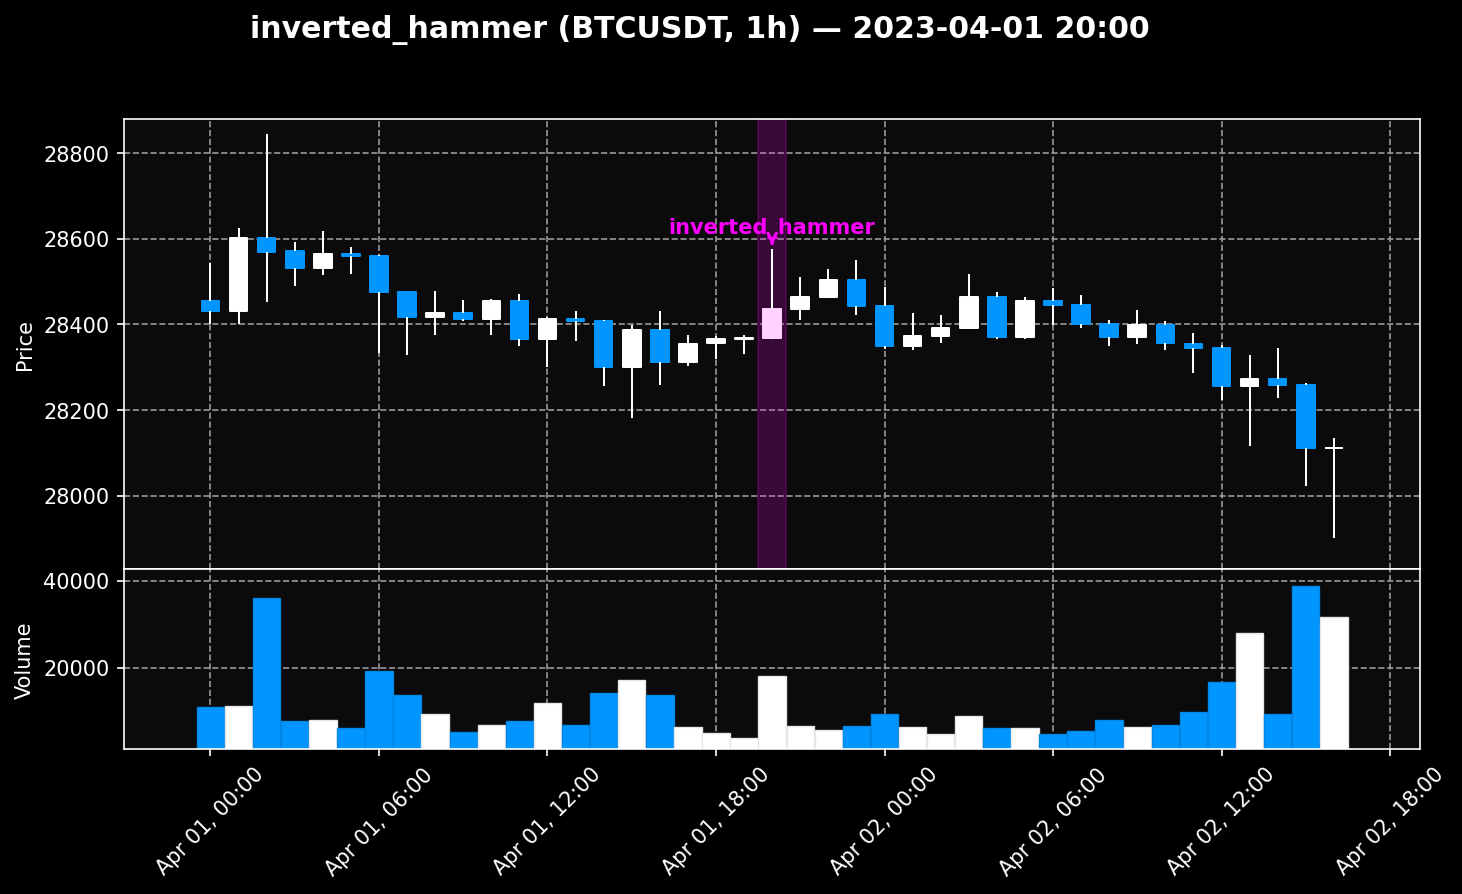 inverted_hammer (BTCUSDT, 1h) — 2023-04-01 20:00
28800
28600
28400
28200
28000
Price
inverted_hammer
40000
20000
Volume
Apr 01, 00:00
Apr 01, 06:00
Apr 01, 12:00
Apr 01, 18:00
Apr 02, 00:00
Apr 02, 06:00
Apr 02, 12:00
Apr 02, 18:00